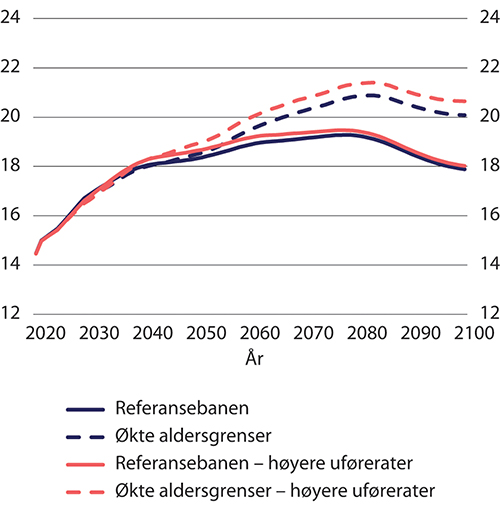 24 24
22 22
20 20
18 18
16 16
14 14
12 12
2020 2030 2040 2050 2060 2070 2080 2090 2100
År
Referansebanen
Økte aldersgrenser
Referansebanen – høyere uførerater
Økte aldersgrenser – høyere uførerater